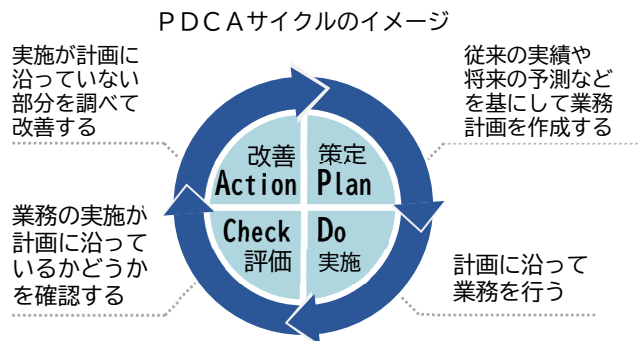 PDCAサイクルのイメージ
実施が計画に
沿っていない
部分を調べて
改善する
従来の実績や
将来の予測など
を基にして業務
計画を作成する
改善
Action
策定
Plan
Check
評価
Do
実施
業務の実施が
計画に沿って
いるかどうか
を確認する
計画に沿って
業務を行う